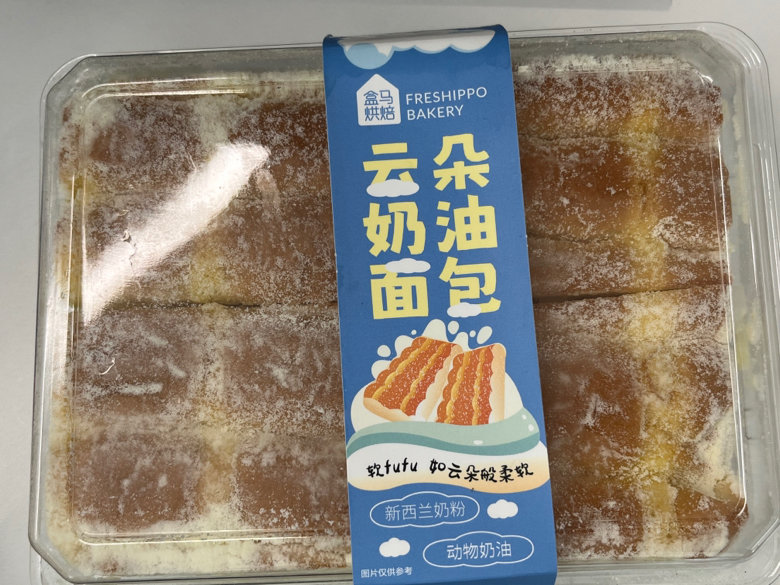 盒马
烘焙
FRESHIPPO
BAKERY
云朵
奶油
面包
软fufu 如云朵般柔软
新西兰奶粉
动物奶油
图片仅供参考